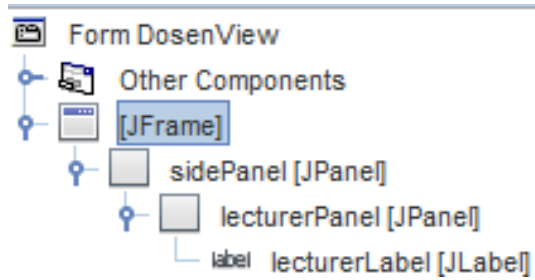 Form DosenView
Other Components
[JFrame]
sidePanel [JPanel]
lecturerPanel [JPanel]
label lecturerLabel [JLabel]